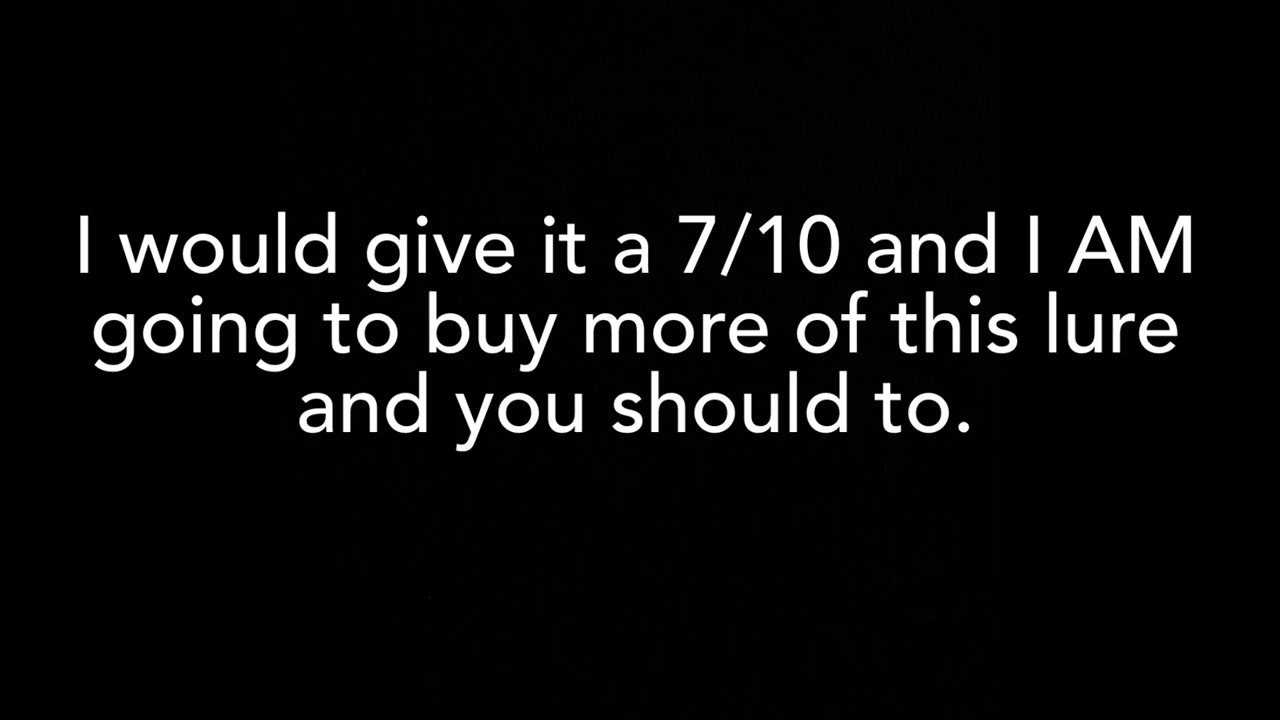 I would give it a 7/10 and I AM
going to buy more of this lure
and you should to.